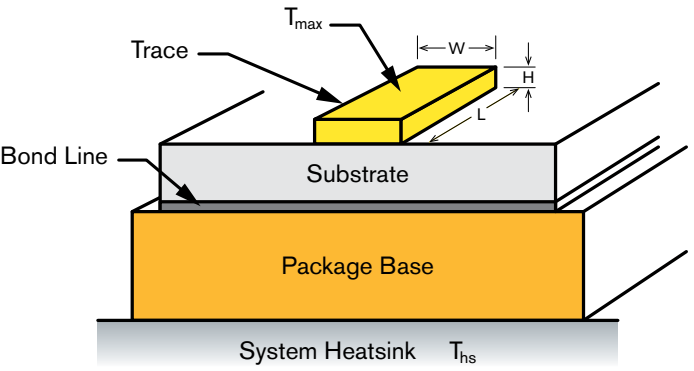 Tmax
Trace
W
H
L
Bond Line
Substrate
Package Base
System Heatsink Ths